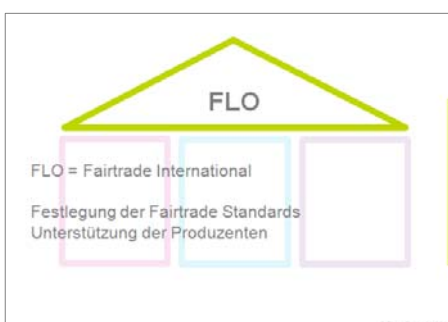 FLO
FLO = Fairtrade International
Festlegung der Fairtrade Standards
Unterstützung der Produzenten